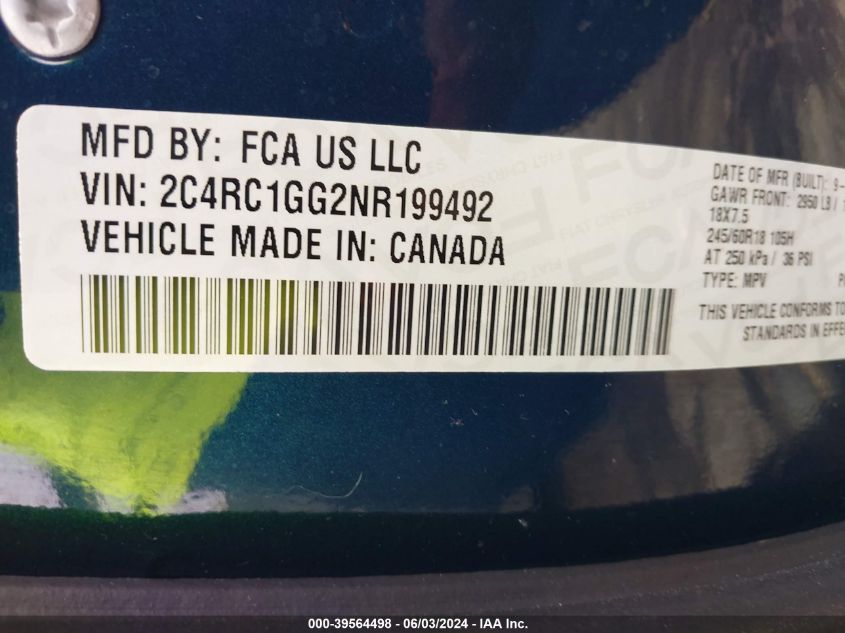 MFD BY: FCA US LLC
VIN: 2C4RC1GG2NR199492
VEHICLE MADE IN: CANADA
DATE OF MFR (BUILT): 9-
GAWR FRONT: 2950 LB /
18X7.5
245/60R18 105H
AT 250 kPa / 36 PSI
TYPE: MPV
THIS VEHICLE CONFORMS TO
STANDARDS IN
000-39564498 - 06/03/2024 - IAA Inc.